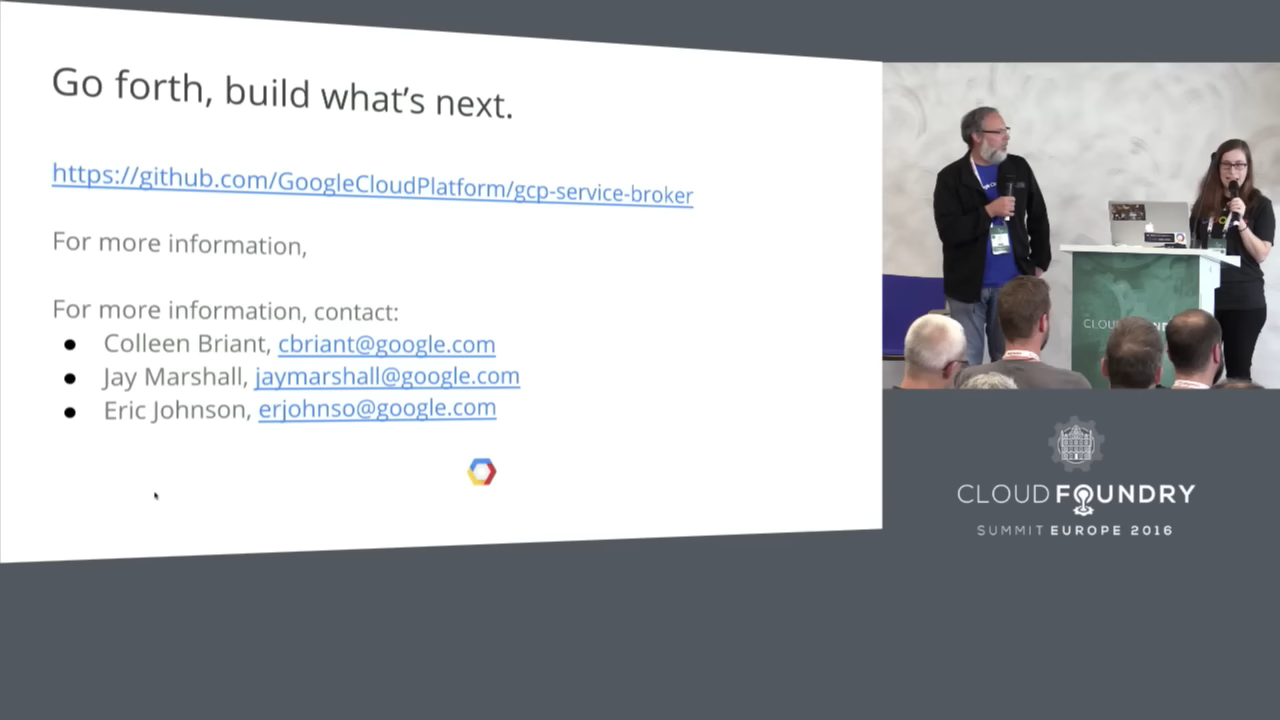 Go forth, build what's next.
https://github.com/GoogleCloudPlatform/gcp-service-broker
For more information,
For more information, contact:
Colleen Briant, cbriant@google.com
Jay Marshall, jaymarshall@google.com
Eric Johnson, erjohnso@google.com
CLOUD FOUNDRY
SUMMIT EUROPE 2016